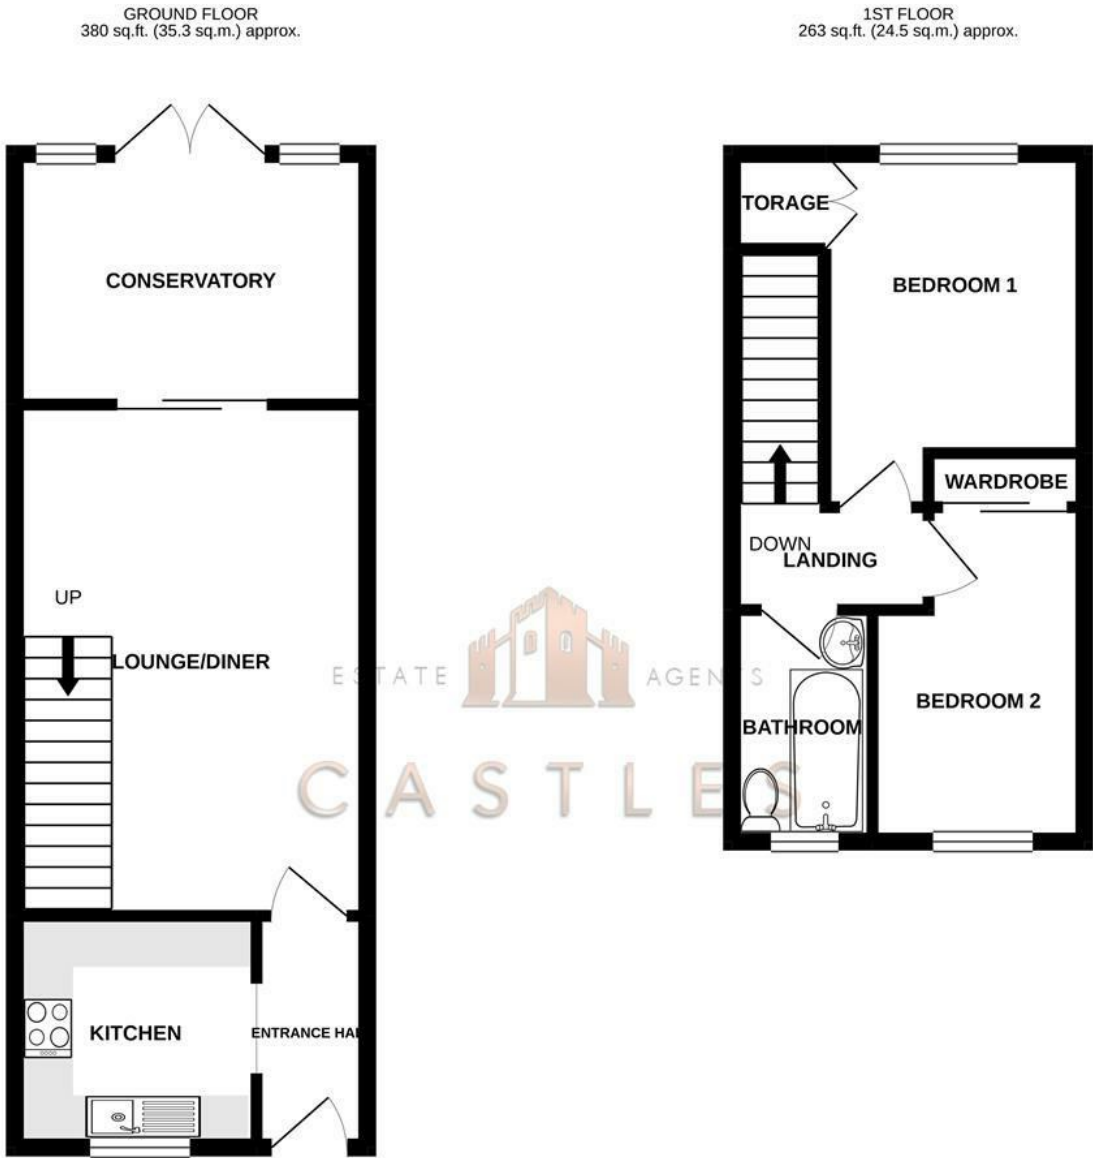 GROUND FLOOR
380 sq.ft. (35.3 sq.m.) approx.
1ST FLOOR
263 sq.ft. (24.5 sq.m.) approx.
CONSERVATORY
UP
LOUNGE/DINER
KITCHEN
ENTRANCE HA
TORAGE
BEDROOM 1
WARDROBE
DOWN
LANDING
BATHROOM
BEDROOM 2
ESTATE AGENTS
CASTLES